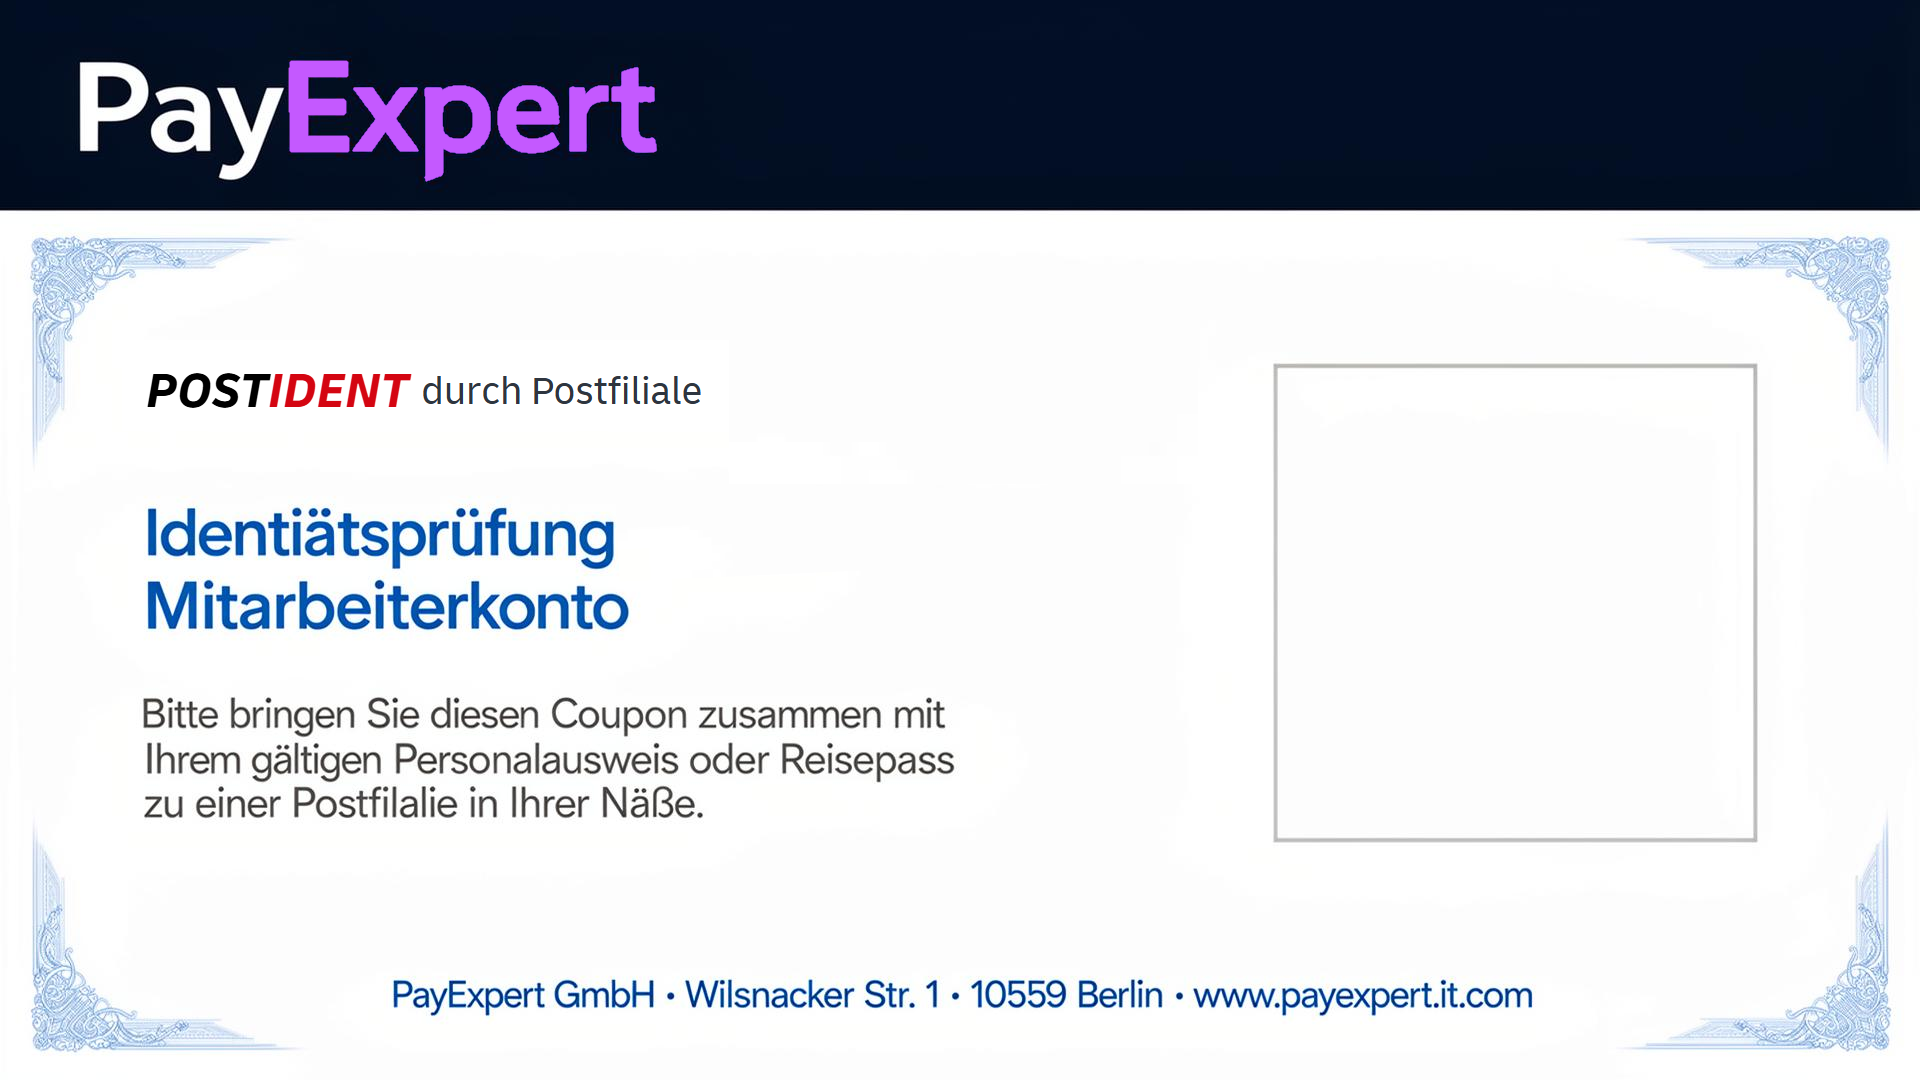 PayExpert
POSTIDENT durch Postfiliale
Identiätsprüfung
Mitarbeiterkonto
Bitte bringen Sie diesen Coupon zusammen mit
Ihrem gältigen Personalausweis oder Reisepass
zu einer Postfilalie in Ihrer Näße.
PayExpert GmbH • Wilsnacker Str. 1 • 10559 Berlin • www.payexpert.it.com